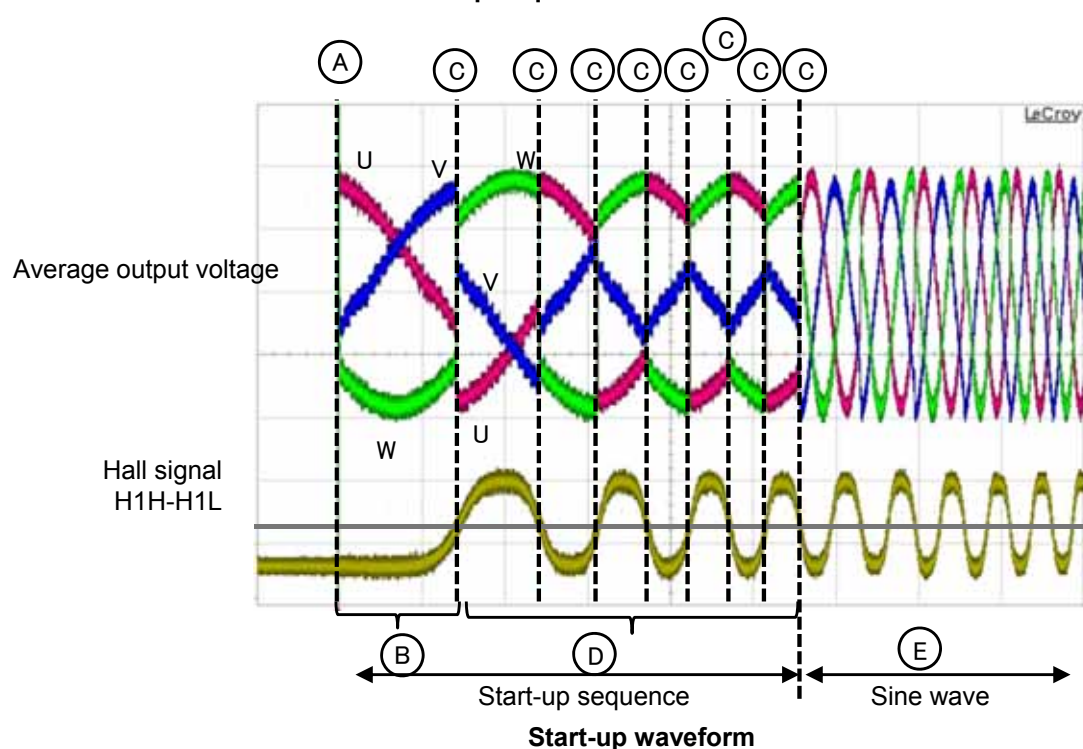 C
A C C C C C C C
LeCroy
U V W
Average output voltage
V
W U
Hall signal
H1H-H1L
B D E
Start-up sequence Sine wave
Start-up waveform